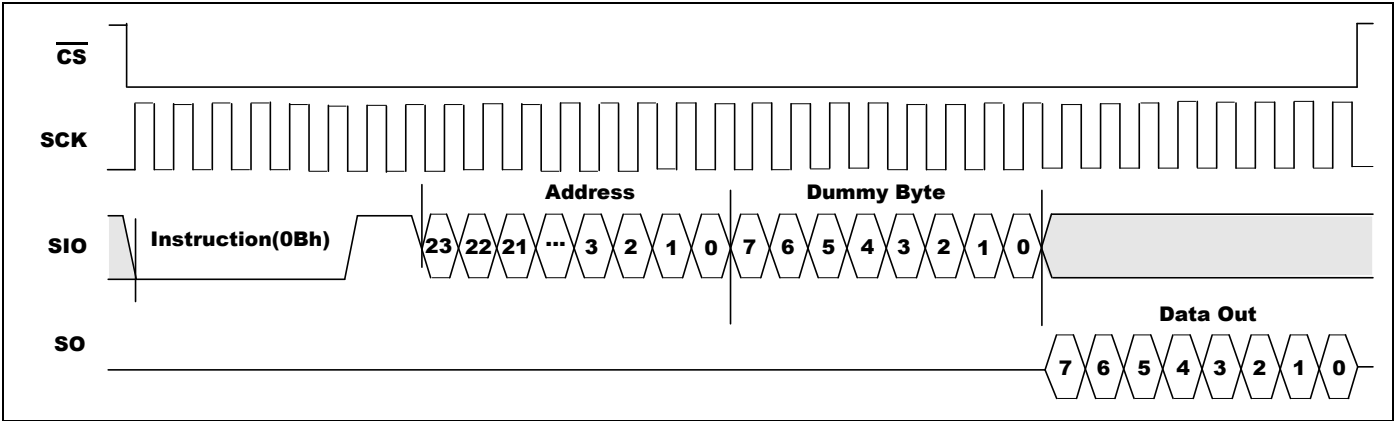 CS
SCK
Address Dummy Byte
SIO Instruction(0Bh) 23 22 21 ... 3 2 1 0 7 6 5 4 3 2 1 0
Data Out
SO
7 6 5 4 3 2 1 0